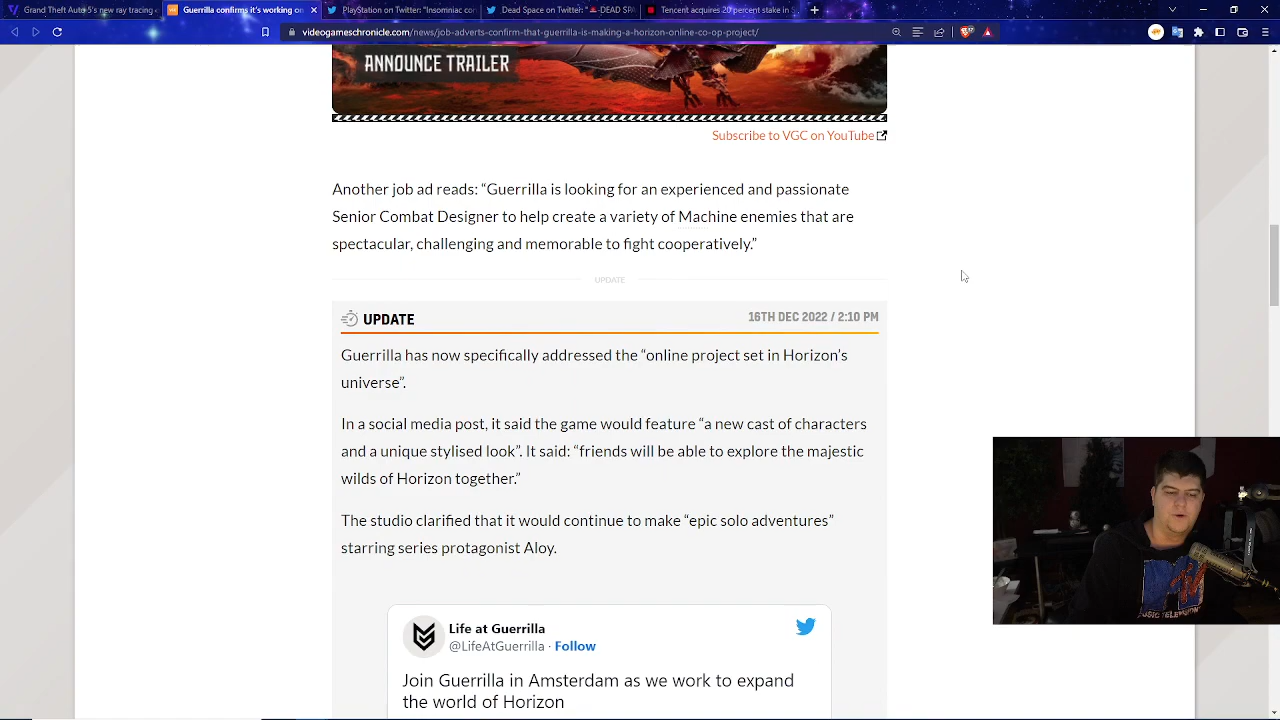 Grand Theft Auto 5's new ray tracing
Guerrilla confirms it's working on
PlayStation on Twitter: "Insomniac co
Dead Space on Twitter: "DEAD SPA
Tencent acquires 20 percent stake in S
videogameschronicle.com/news/job-adverts-confirm-that-guerrilla-is-making-a-horizon-online-co-op-project/
ANNOUNCE TRAILER
Subscribe to VGC on YouTube
Another job ad reads: “Guerrilla is looking for an experienced and passionate
Senior Combat Designer to help create a variety of Machine enemies that are
spectacular, challenging and memorable to fight cooperatively.”
UPDATE
UPDATE
16TH DEC 2022 / 2:10 PM
Guerrilla has now specifically addressed the “online project set in Horizon’s
universe”.
In a social media post, it said the game would feature “a new cast of characters
and a unique stylised look”. It said: “friends will be able to explore the majestic
wilds of Horizon together.”
The studio clarified that it would continue to make “epic solo adventures”
starring series protagonist Aloy.
Life at Guerrilla
@LifeAtGuerrilla · Follow
Join Guerrilla in Amsterdam as we work to expand
the world of Horizon